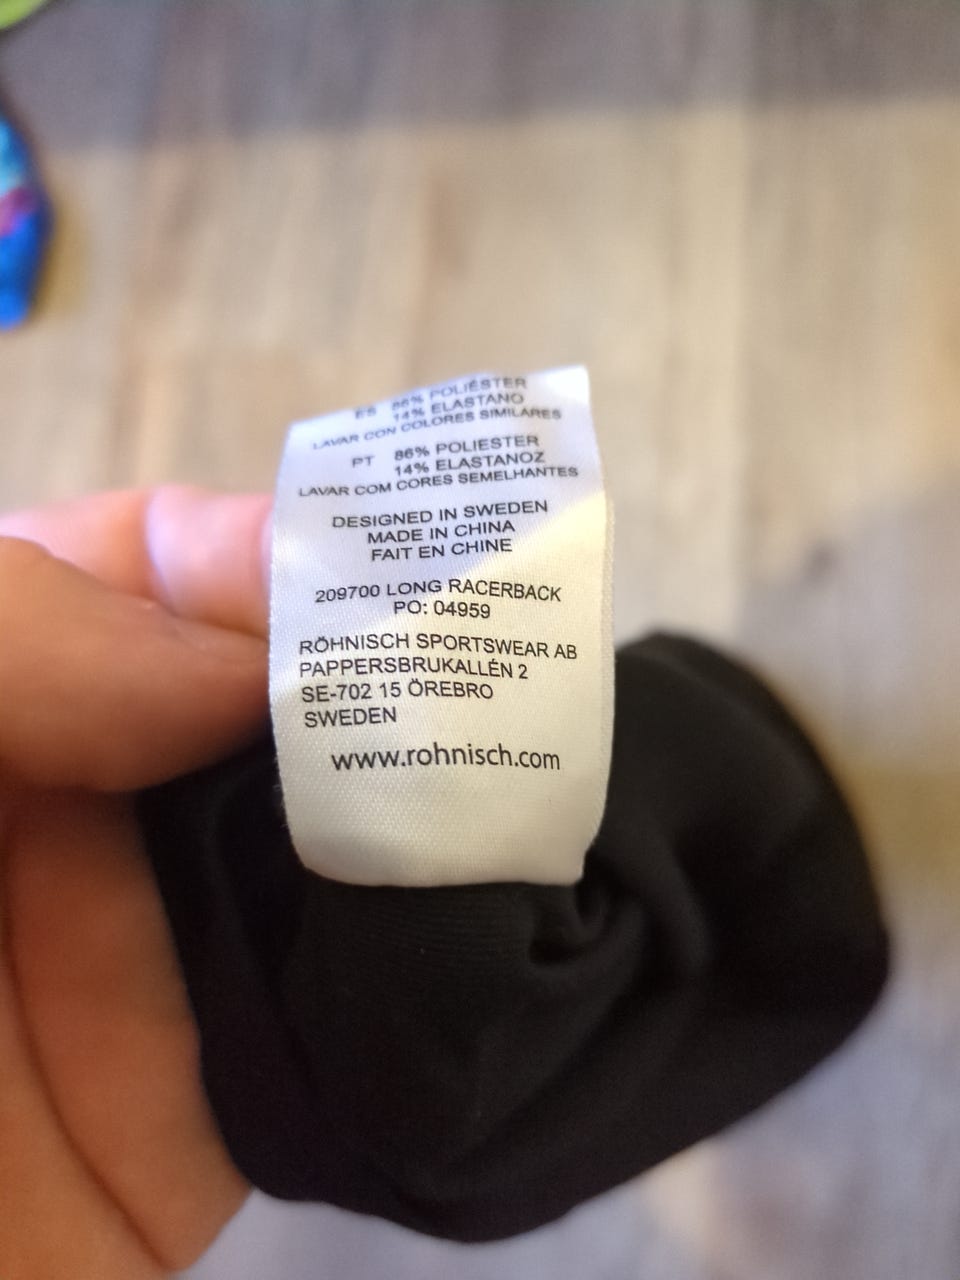 ES 86% POLIÉSTER
14% ELASTANO
LAVAR CON COLORES SIMILARES
PT 86% POLIESTER
14% ELASTANOZ
LAVAR COM CORES SEMELHANTES
DESIGNED IN SWEDEN
MADE IN CHINA
FAIT EN CHINE
209700 LONG RACERBACK
PO: 04959
RÖHNISCH SPORTSWEAR AB
PAPPERSBRUKALLÉN 2
SE-702 15 ÖREBRO
SWEDEN
www.rohnisch.com